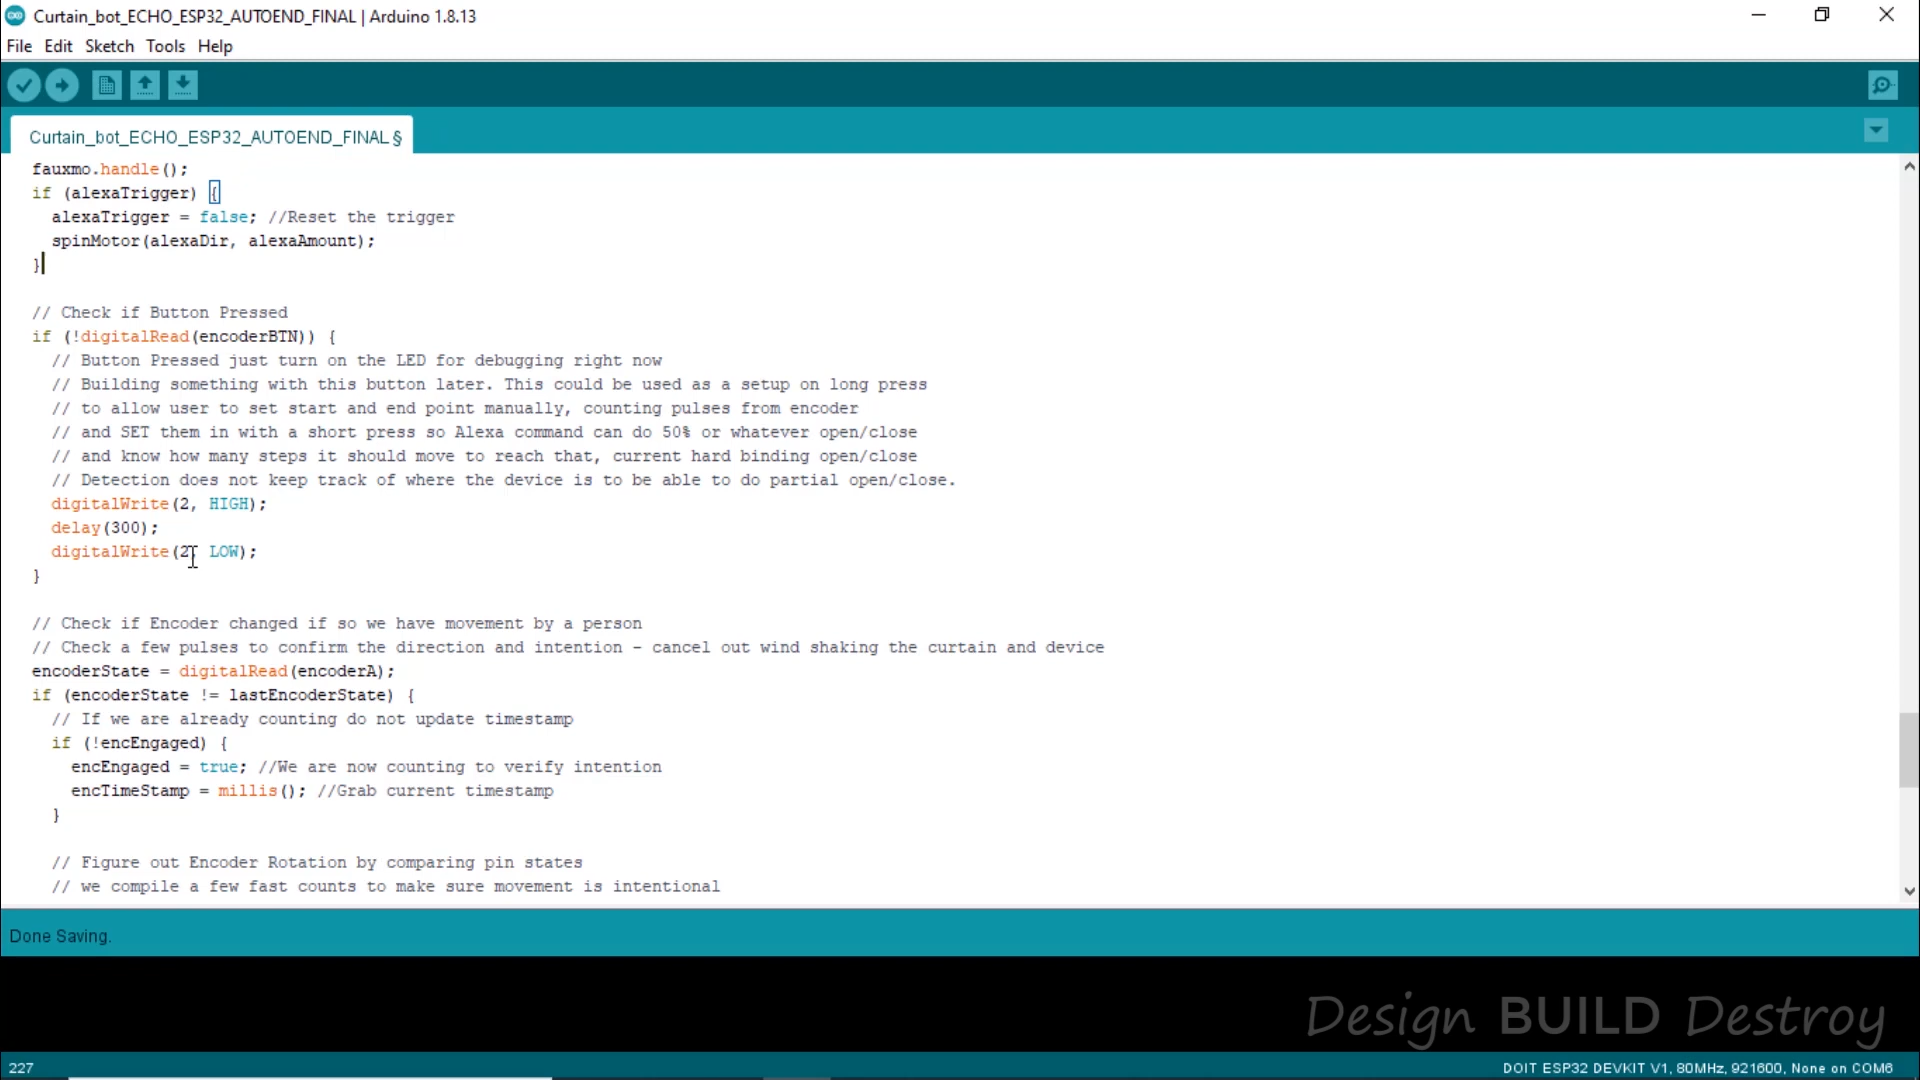 Curtain_bot_ECHO_ESP32_AUTOEND_FINAL | Arduino 1.8.13
File Edit Sketch Tools Help
Curtain_bot_ECHO_ESP32_AUTOEND_FINAL §
fauxmo.handle();
if (alexaTrigger) {
alexaTrigger = false; //Reset the trigger
spinMotor(alexaDir, alexaAmount);
}
// Check if Button Pressed
if (!digitalRead(encoderBTN)) {
// Button Pressed just turn on the LED for debugging right now
// Building something with this button later. This could be used as a setup on long press
// to allow user to set start and end point manually, counting pulses from encoder
// and SET them in with a short press so Alexa command can do 50% or whatever open/close
// and know how many steps it should move to reach that, current hard binding open/close
// Detection does not keep track of where the device is to be able to do partial open/close.
digitalWrite(2, HIGH);
delay(300);
digitalWrite(2, LOW);
}
// Check if Encoder changed if so we have movement by a person
// Check a few pulses to confirm the direction and intention - cancel out wind shaking the curtain and device
encoderState = digitalRead(encoderA);
if (encoderState != lastEncoderState) {
// If we are already counting do not update timestamp
if (!encEngaged) {
encEngaged = true; //We are now counting to verify intention
encTimeStamp = millis(); //Grab current timestamp
}
// Figure out Encoder Rotation by comparing pin states
// we compile a few fast counts to make sure movement is intentional
Done Saving.
Design BUILD Destroy
227
DOIT ESP32 DEVKIT V1, 80MHz, 921600, None on COM6